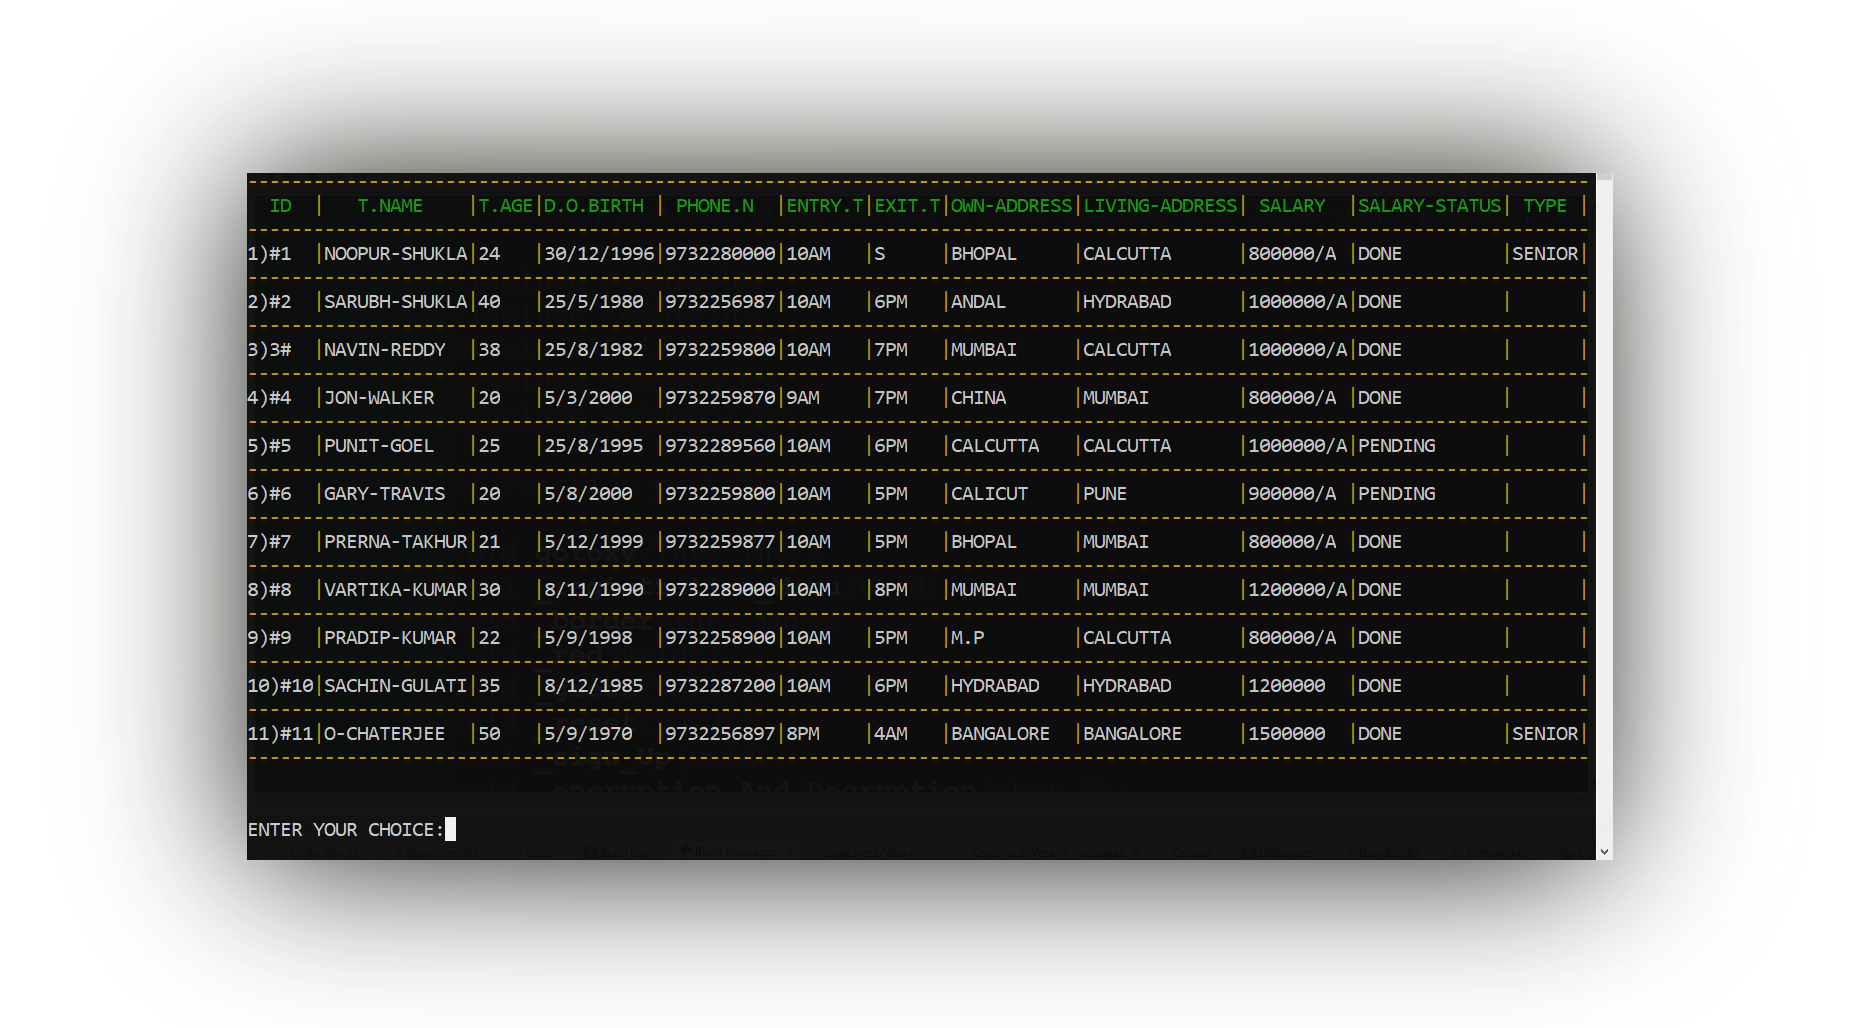 ID | T.NAME |T.AGE|D.O.BIRTH | PHONE.N |ENTRY.T|EXIT.T|OWN-ADDRESS|LIVING-ADDRESS| SALARY |SALARY-STATUS| TYPE |
1)#1 |NOOPUR-SHUKLA|24 |30/12/1996|9732280000|10AM |S |BHOPAL |CALCUTTA |800000/A |DONE |SENIOR|
2)#2 |SARUBH-SHUKLA|40 |25/5/1980 |9732256987|10AM |6PM |ANDAL |HYDRABAD |1000000/A|DONE | |
3)3# |NAVIN-REDDY |38 |25/8/1982 |9732259800|10AM |7PM |MUMBAI |CALCUTTA |1000000/A|DONE | |
4)#4 |JON-WALKER |20 |5/3/2000 |9732259870|9AM |7PM |CHINA |MUMBAI |800000/A |DONE | |
5)#5 |PUNIT-GOEL |25 |25/8/1995 |9732289560|10AM |6PM |CALCUTTA |CALCUTTA |1000000/A|PENDING | |
6)#6 |GARY-TRAVIS |20 |5/8/2000 |9732259800|10AM |5PM |CALICUT |PUNE |900000/A |PENDING | |
7)#7 |PRERNA-TAKHUR|21 |5/12/1999 |9732259877|10AM |5PM |BHOPAL |MUMBAI |800000/A |DONE | |
8)#8 |VARTIKA-KUMAR|30 |8/11/1990 |9732289000|10AM |8PM |MUMBAI |MUMBAI |1200000/A|DONE | |
9)#9 |PRADIP-KUMAR |22 |5/9/1998 |9732258900|10AM |5PM |M.P |CALCUTTA |800000/A |DONE | |
10)#10|SACHIN-GULATI|35 |8/12/1985 |9732287200|10AM |6PM |HYDRABAD |HYDRABAD |1200000 |DONE | |
11)#11|O-CHATERJEE |50 |5/9/1970 |9732256897|8PM |4AM |BANGALORE |BANGALORE |1500000 |DONE |SENIOR|
ENTER YOUR CHOICE: